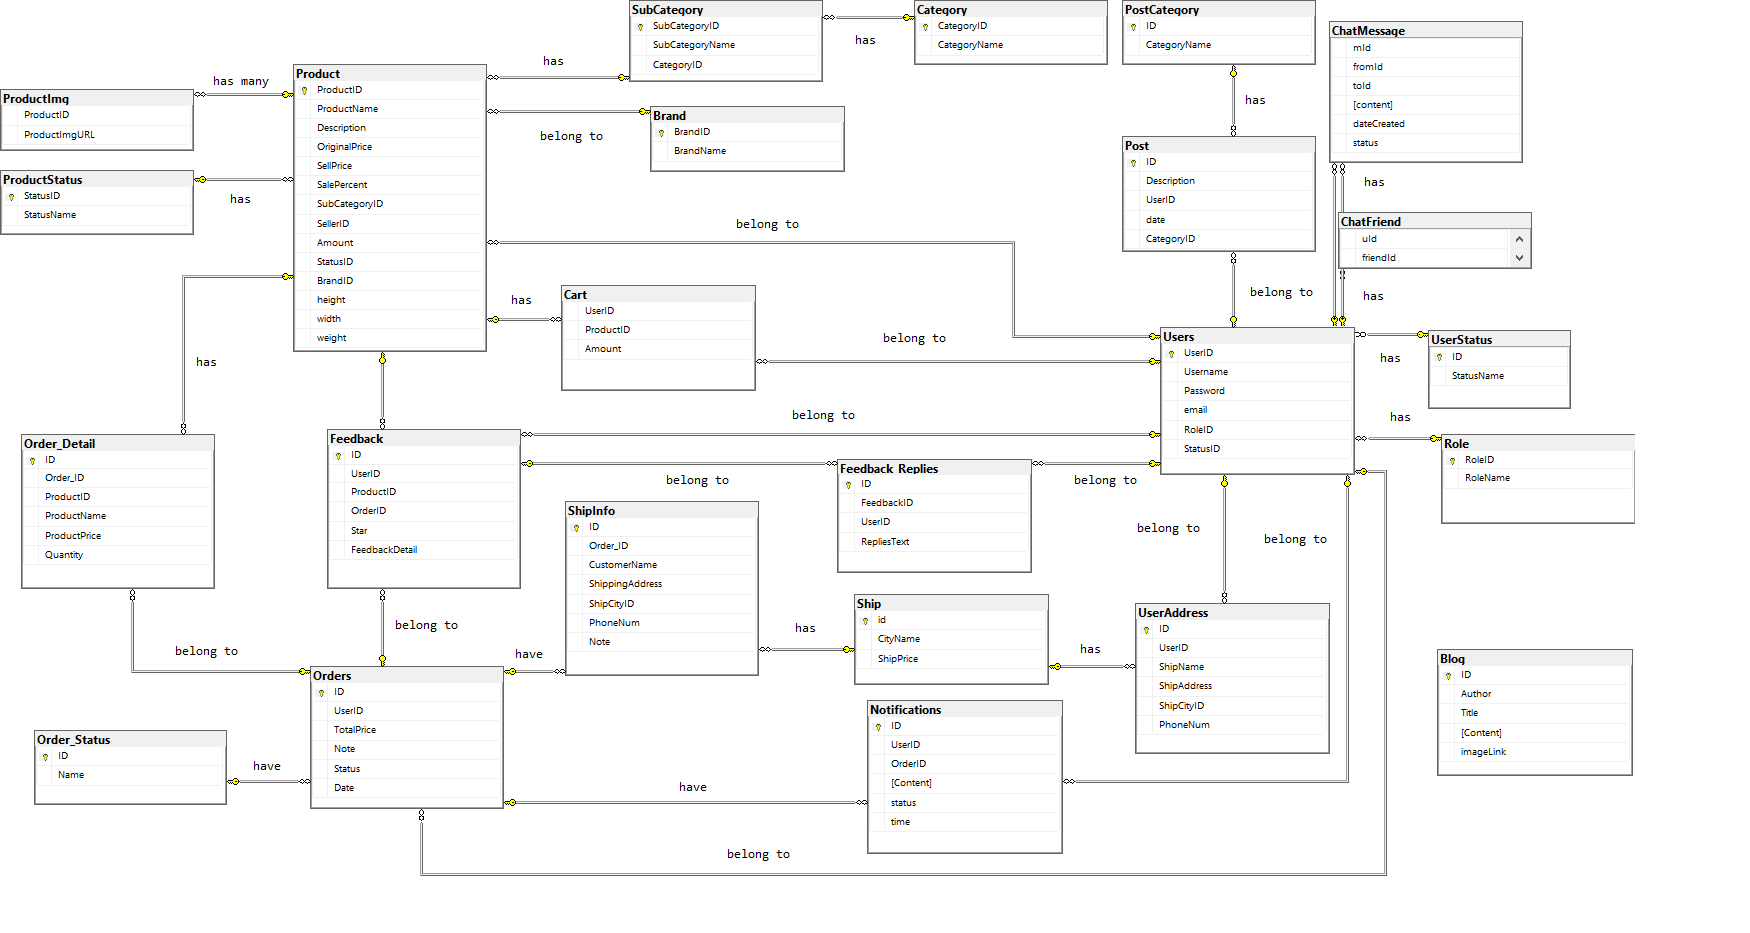 SubCategory
SubCategoryID
SubCategoryName
CategoryID
has
Category
CategoryID
CategoryName
PostCategory
ID
CategoryName
has
ChatMessage
mId
fromId
toId
[content]
dateCreated
status
has
ProductImg
ProductID
ProductImgURL
has many
Product
ProductID
ProductName
Description
OriginalPrice
SellPrice
SalePercent
SubCategoryID
SellerID
Amount
StatusID
BrandID
height
width
weight
has
belong to
Brand
BrandID
BrandName
Post
ID
Description
UserID
date
CategoryID
belong to
ProductStatus
StatusID
StatusName
has
belong to
ChatFriend
uId
friendId
has
has
Cart
UserID
ProductID
Amount
belong to
Users
UserID
Username
Password
email
RoleID
StatusID
has
UserStatus
ID
StatusName
has
has
Role
RoleID
RoleName
belong to
Order_Detail
ID
Order_ID
ProductID
ProductName
ProductPrice
Quantity
Feedback
ID
UserID
ProductID
OrderID
Star
FeedbackDetail
belong to
Feedback_Replies
ID
FeedbackID
UserID
RepliesText
belong to
ShipInfo
ID
Order_ID
CustomerName
ShippingAddress
ShipCityID
PhoneNum
Note
belong to
belong to
Ship
id
CityName
ShipPrice
has
has
UserAddress
ID
UserID
ShipName
ShipAddress
ShipCityID
PhoneNum
belong to
belong to
have
Orders
ID
UserID
TotalPrice
Note
Status
Date
Blog
ID
Author
Title
[Content]
imageLink
Order_Status
ID
Name
have
have
Notifications
ID
UserID
OrderID
[Content]
status
time
belong to